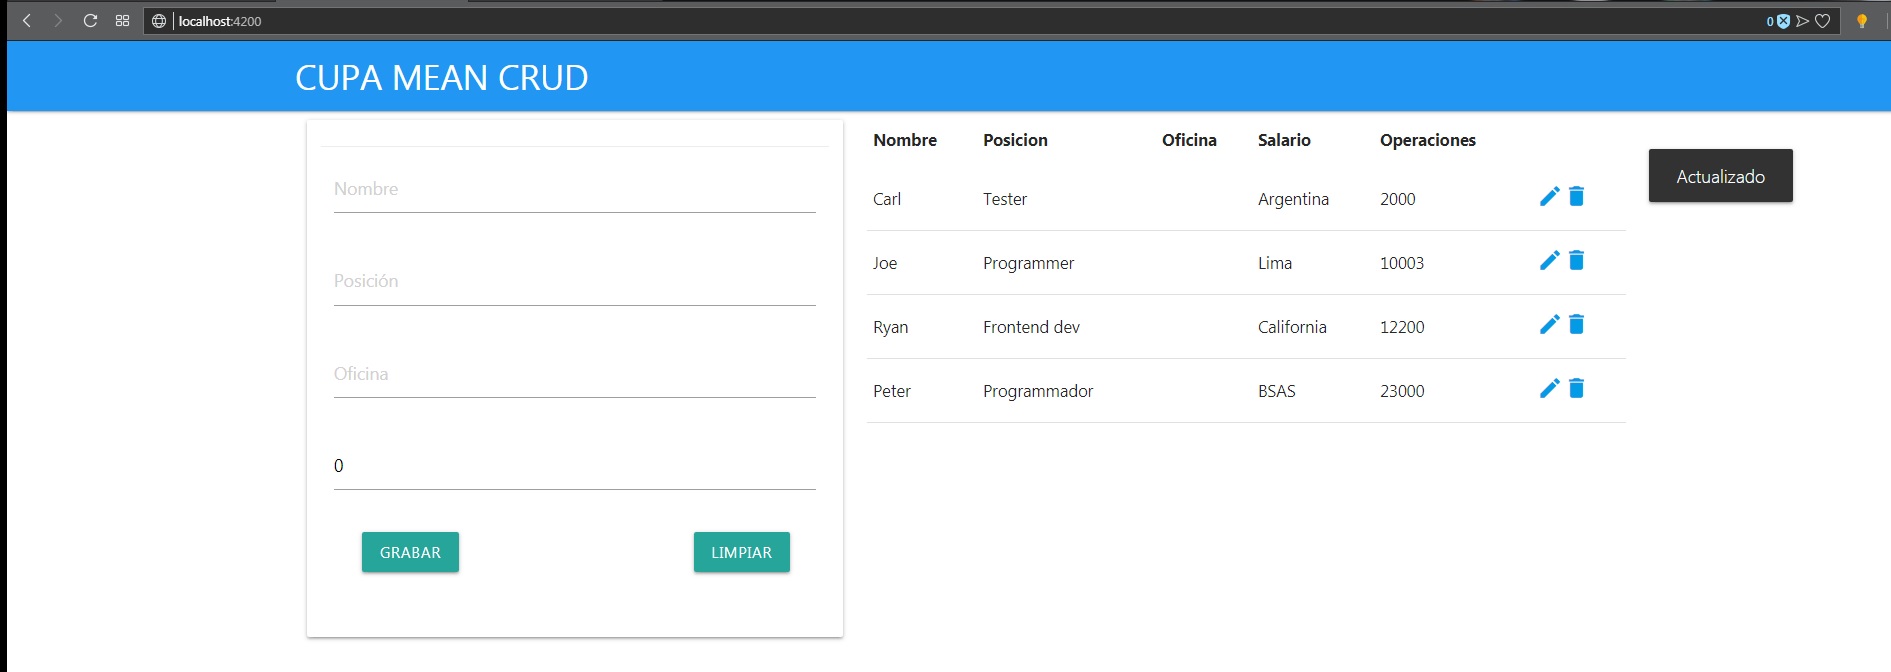 localhost:4200
0
CUPA MEAN CRUD
Nombre
Posición
Oficina
0
GRABAR LIMPIAR
Nombre Posicion Oficina Salario Operaciones
Carl Tester Argentina 2000
Joe Programmer Lima 10003
Ryan Frontend dev California 12200
Peter Programmador BSAS 23000
Actualizado